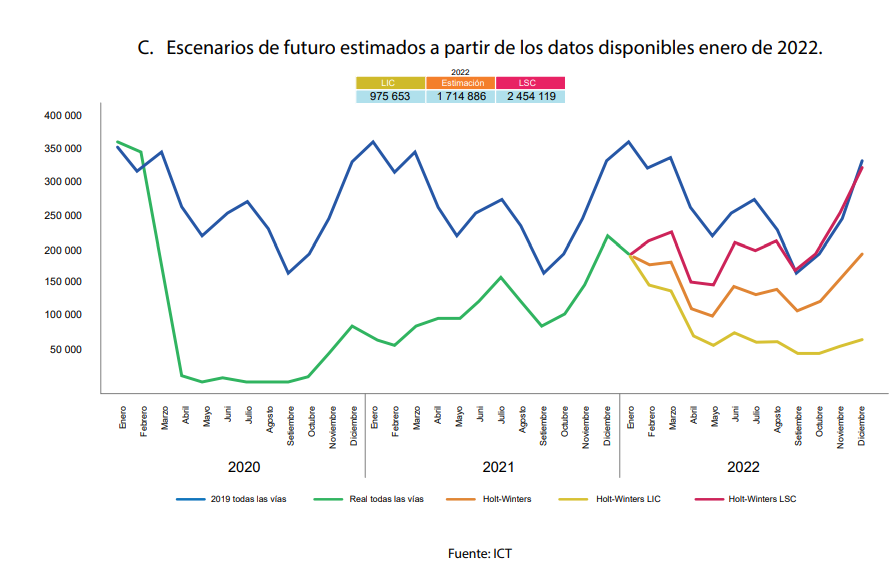 C. Escenarios de futuro estimados a partir de los datos disponibles enero de 2022.
2022
LIC Estimación LSC
975 653 1 714 886 2 454 119
400 000
350 000
300 000
250 000
200 000
150 000
100 000
50 000
Enero Febrero Marzo Abril Mayo Juni Julio Agosto Setiembre Octubre Noviembre Diciembre Enero Febrero Marzo Abril Mayo Juni Julio Agosto Setiembre Octubre Noviembre Diciembre Enero Febrero Marzo Abril Mayo Juni Julio Agosto Setiembre Octubre Noviembre Diciembre
2020 2021 2022
2019 todas las vías Real todas las vías Holt-Winters Holt-Winters LIC Holt-Winters LSC
Fuente: ICT